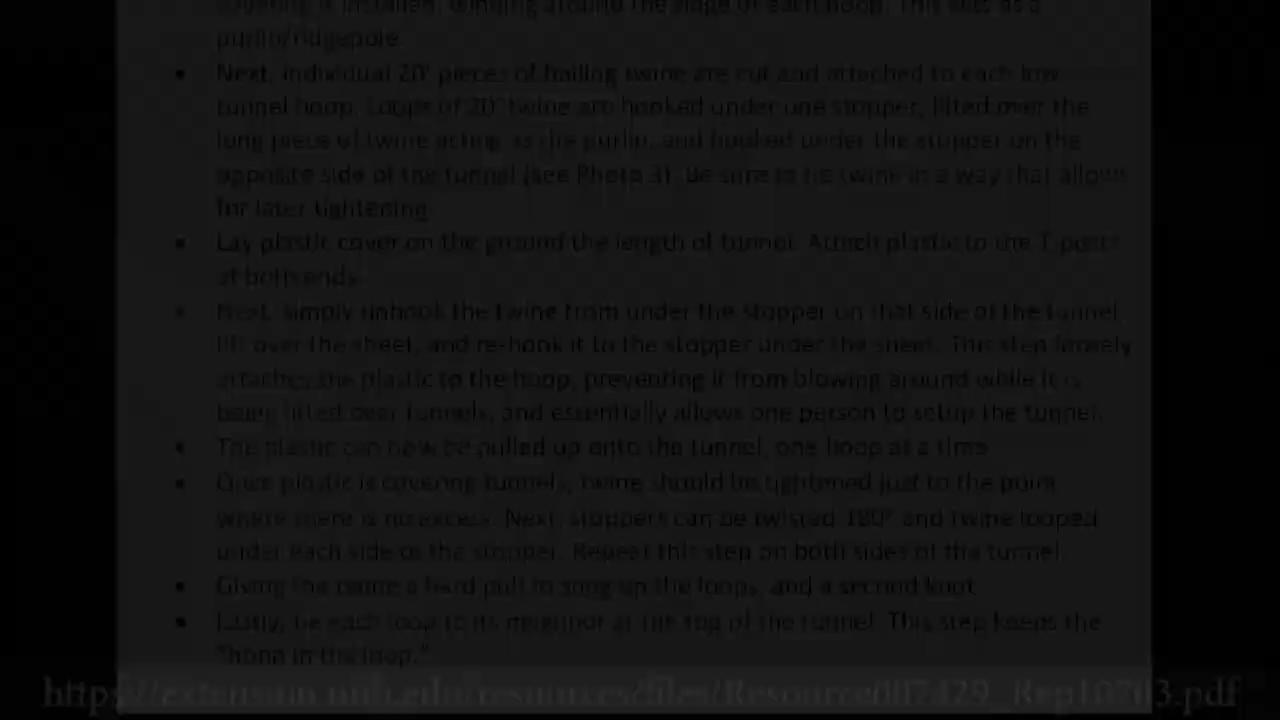 covering is installed, winding around the ridge of each hoop. This acts as a
purlin/ridgepole.
• Next, individual 20' pieces of bailing twine are cut and attached to each low
tunnel hoop. Loops of 20' twine are hooked under one stopper, lifted over the
long piece of twine acting as the purlin, and hooked under the stopper on the
opposite side of the tunnel (see Photo 3). Be sure to tie twine in a way that allows
for later tightening.
• Lay plastic cover on the ground the length of tunnel. Attach plastic to the T-posts
at both ends.
• Next, simply unhook the twine from under the stopper on that side of the tunnel,
lift over the sheet, and re-hook it to the stopper under the sheet. This step loosely
attaches the plastic to the hoop, preventing it from blowing around while it is
being lifted over tunnels, and essentially allows one person to setup the tunnel.
• The plastic can now be pulled up onto the tunnel, one hoop at a time.
• Once plastic is covering tunnels, twine should be tightened just to the point
where there is no excess. Next, stoppers can be twisted 180° and twine looped
under each side of the stopper. Repeat this step on both sides of the tunnel.
• Giving the twine a hard pull to snug up the loops, and a second knot
• Lastly, tie each loop to its neighbor at the top of the tunnel. This step keeps the
"hoop in the loop."
https://extension.unh.edu/resources/files/Resource007429_Rep10703.pdf